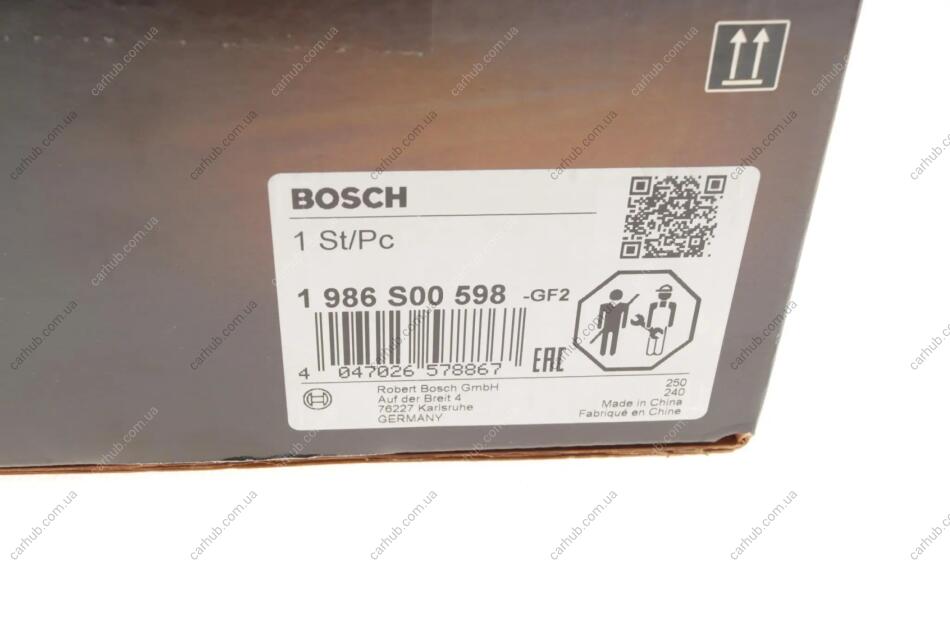 BOSCH
1 St/Pc
1 986 S00 598 -GF2
4 047026 578867
EAC
Robert Bosch GmbH
Auf der Breit 4
76227 Karlsruhe
GERMANY
250
240
Made in China
Fabriqué en Chine
carhub.com.ua